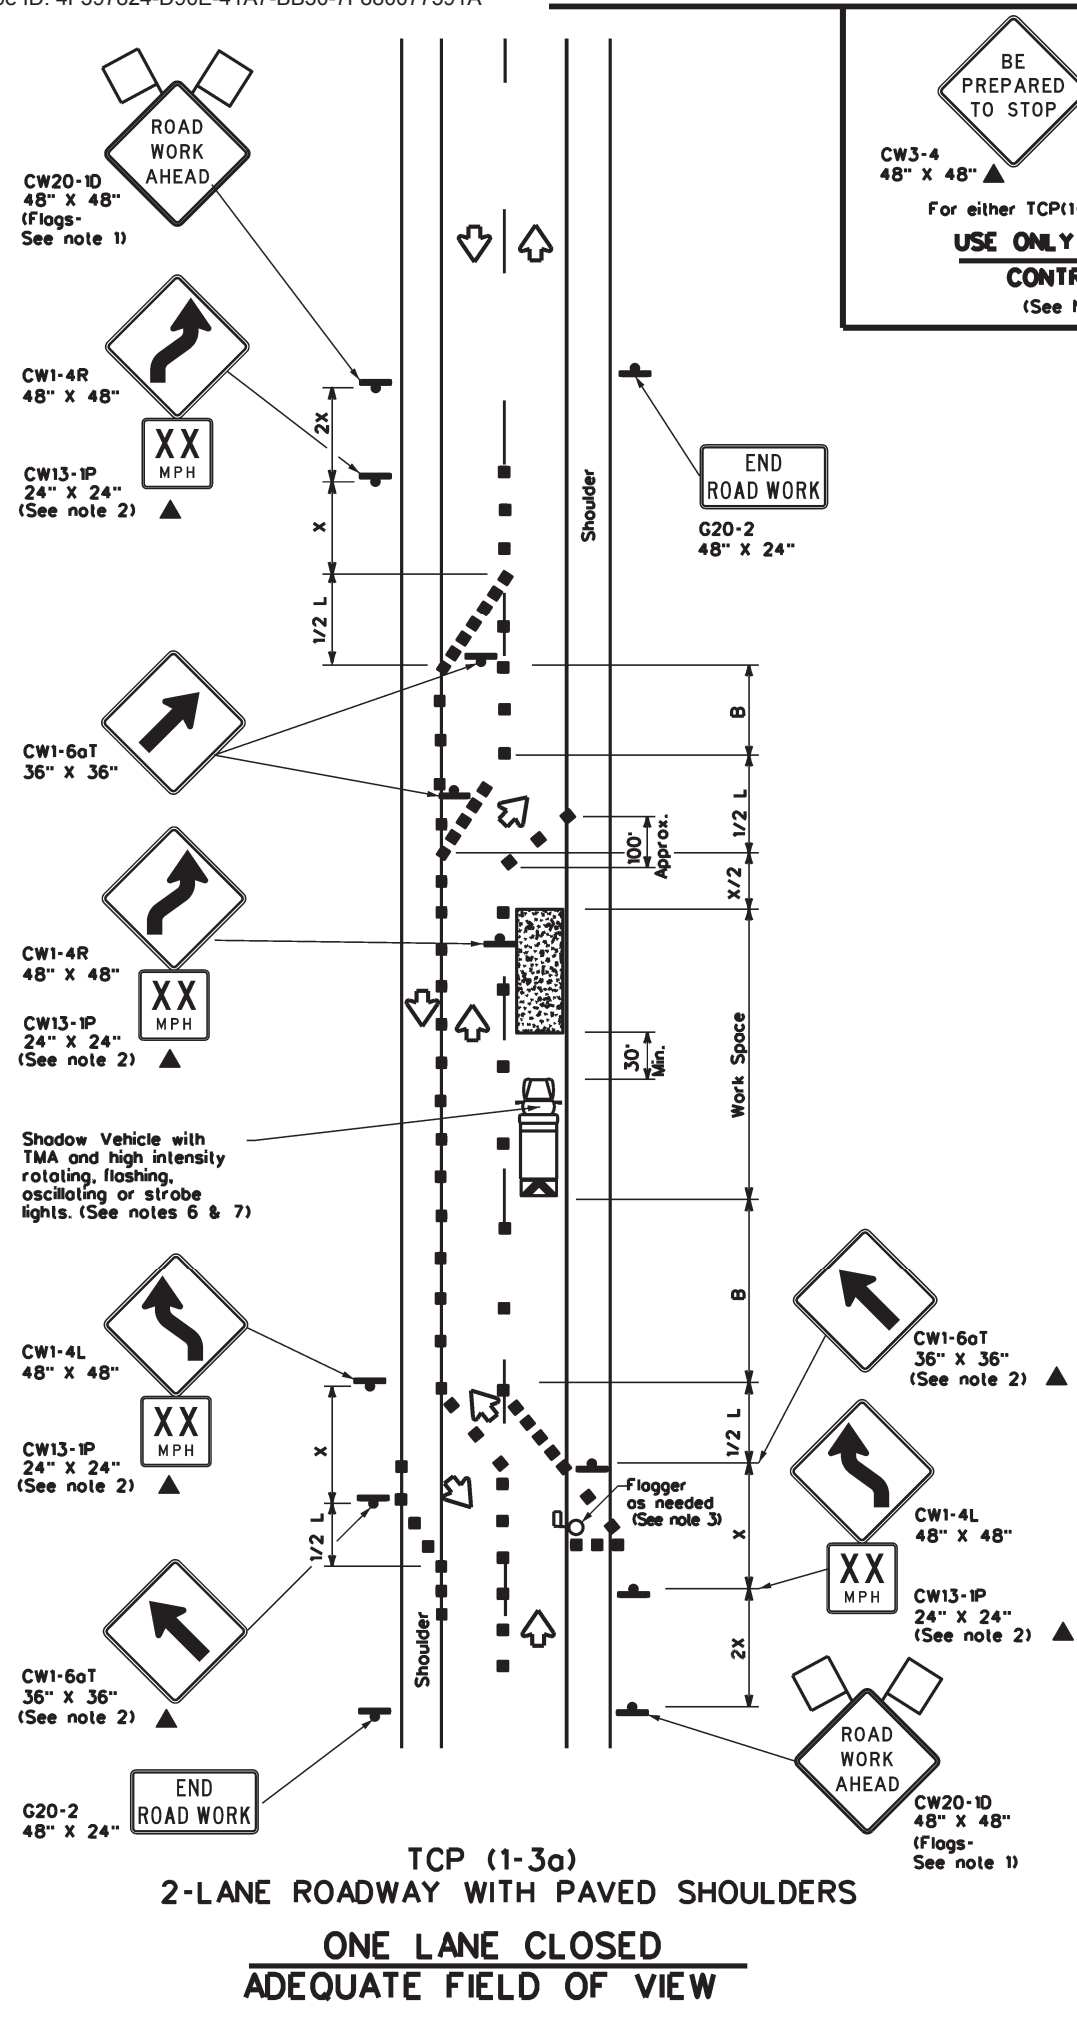 ROAD
WORK
AHEAD
CW20-1D
48" X 48"
(Flags-
See note 1)
CW1-4R
48" X 48"
XX
MPH
CW13-1P
24" X 24"
(See note 2)
2X
X
1/2 L
Shoulder
END
ROAD WORK
G20-2
48" X 24"
BE
PREPARED
TO STOP
CW3-4
48" X 48"
For either TCP(1-
USE ONLY
CONTR
(See
CW1-6aT
36" X 36"
B
1/2 L
100'
Approx.
X/2
CW1-4R
48" X 48"
XX
MPH
CW13-1P
24" X 24"
(See note 2)
30'
Min.
Work Space
Shadow Vehicle with
TMA and high intensity
rotating, flashing,
oscillating or strobe
lights. (See notes 6 & 7)
B
CW1-4L
48" X 48"
XX
MPH
CW13-1P
24" X 24"
(See note 2)
X
1/2 L
CW1-6aT
36" X 36"
(See note 2)
1/2 L
Flagger
as needed
(See note 3)
X
CW1-4L
48" X 48"
XX
MPH
CW13-1P
24" X 24"
(See note 2)
2X
Shoulder
CW1-6aT
36" X 36"
(See note 2)
END
ROAD WORK
G20-2
48" X 24"
ROAD
WORK
AHEAD
CW20-1D
48" X 48"
(Flags-
See note 1)
TCP (1-3a)
2-LANE ROADWAY WITH PAVED SHOULDERS
ONE LANE CLOSED
ADEQUATE FIELD OF VIEW